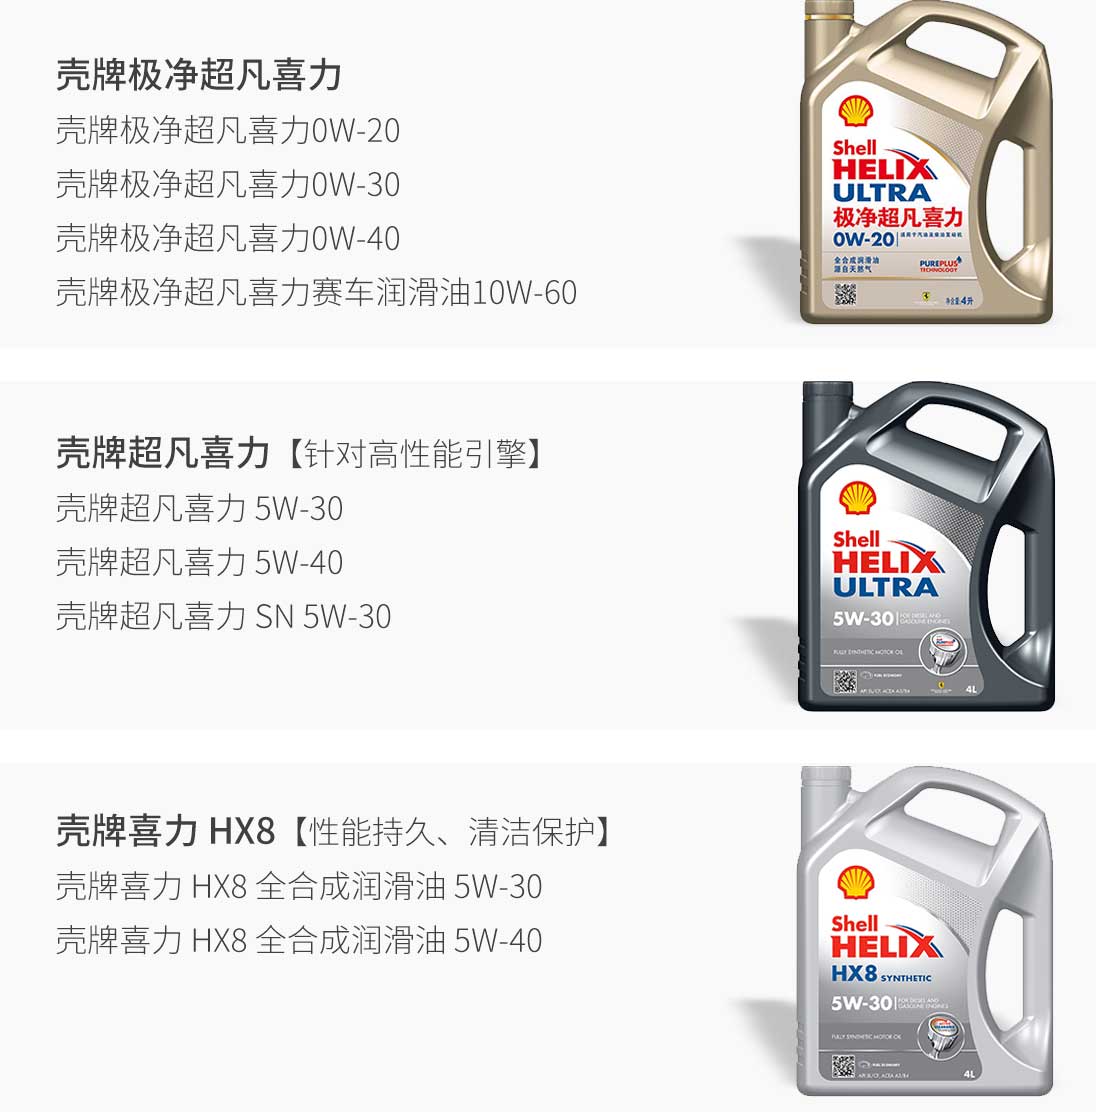 壳牌极净超凡喜力
壳牌极净超凡喜力0W-20
壳牌极净超凡喜力0W-30
壳牌极净超凡喜力0W-40
壳牌极净超凡喜力赛车润滑油10W-60
Shell
HELIX
ULTRA
极净超凡喜力
0W-20 适用于汽油及柴油发动机
全合成润滑油
源自天然气
PUREPLUS
TECHNOLOGY
净含量:4升
壳牌超凡喜力【针对高性能引擎】
壳牌超凡喜力 5W-30
壳牌超凡喜力 5W-40
壳牌超凡喜力 SN 5W-30
Shell
HELIX
ULTRA
5W-30 FOR DIESEL AND
GASOLINE ENGINES
FULLY SYNTHETIC MOTOR OIL
FUEL ECONOMY
API SL/CF, ACEA A3/B4
4L
壳牌喜力 HX8【性能持久、清洁保护】
壳牌喜力 HX8 全合成润滑油 5W-30
壳牌喜力 HX8 全合成润滑油 5W-40
Shell
HELIX
HX8 SYNTHETIC
5W-30 FOR DIESEL AND
GASOLINE ENGINES
FULLY SYNTHETIC MOTOR OIL
FUEL ECONOMY
API SL/CF, ACEA A3/B4
4L